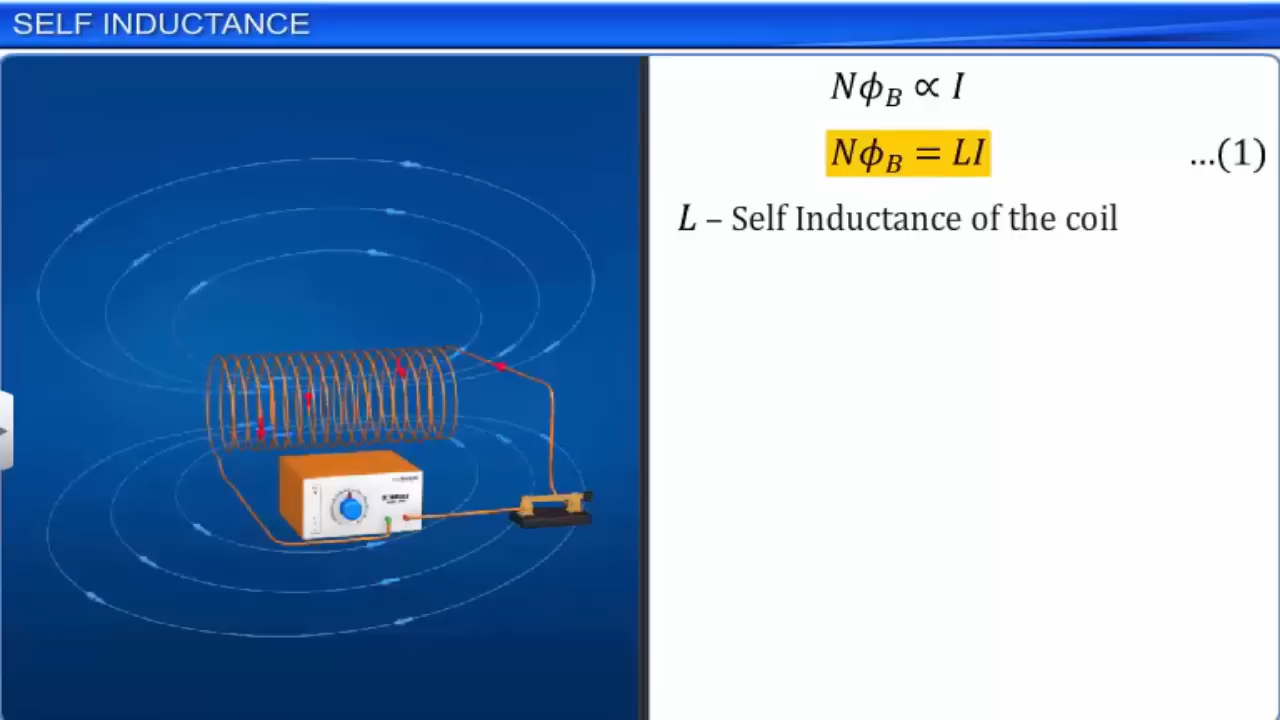 SELF INDUCTANCE
Nϕ_B ∝ I
Nϕ_B = LI ...(1)
L – Self Inductance of the coil